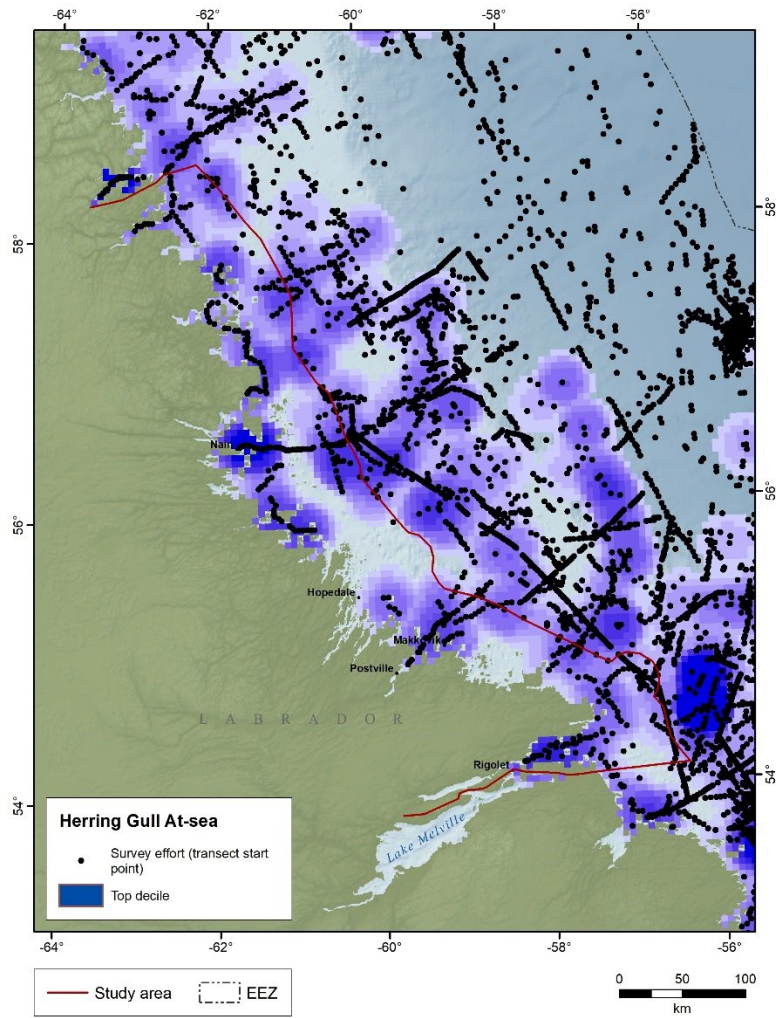 -64°
-62°
-60°
-58°
-56°
58°
58°
Nain
56°
56°
Hopedale
Makkovik
Postville
LABRADOR
Rigolet
54°
54°
Lake Melville
Herring Gull At-sea
Survey effort (transect start
point)
Top decile
-64°
-62°
-60°
-58°
-56°
Study area
EEZ
0 50 100
km